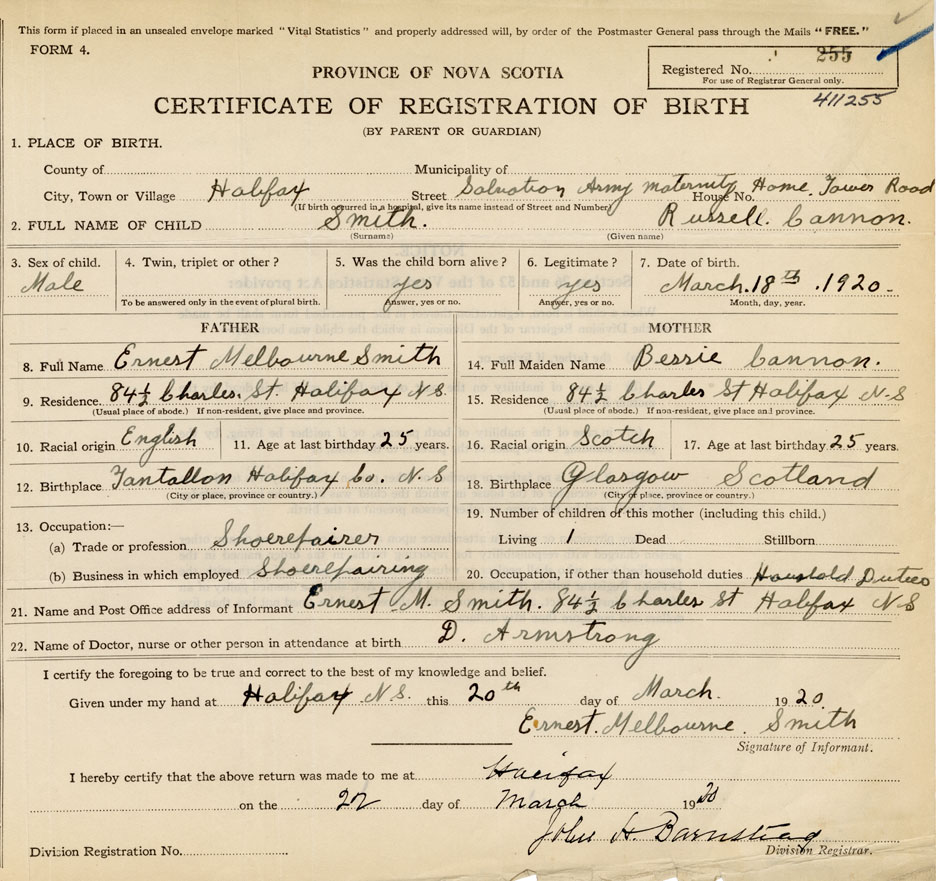 This form if placed in an unsealed envelope marked "Vital Statistics" and properly addressed will, by order of the Postmaster General pass through the Mails "FREE."
FORM 4.
Registered No. 255
For use of Registrar General only.
411255
PROVINCE OF NOVA SCOTIA
CERTIFICATE OF REGISTRATION OF BIRTH
(BY PARENT OR GUARDIAN)
1. PLACE OF BIRTH.
County of Municipality of
City, Town or Village Halifax Street Salvation Army maternity Home. Tower Road House No.
(If birth occurred in a hospital, give its name instead of Street and Number)
2. FULL NAME OF CHILD Smith. Russell. Cannon.
(Surname) (Given name)
3. Sex of child. 4. Twin, triplet or other? 5. Was the child born alive? 6. Legitimate? 7. Date of birth.
Male yes yes March. 18th. 1920.
To be answered only in the event of plural birth. Answer, yes or no. Answer, yes or no. Month, day, year.
FATHER MOTHER
8. Full Name Ernest Melbourne Smith 14. Full Maiden Name Bessie Cannon.
9. Residence. 84½ Charles. St. Halifax N S. 15. Residence 84½ Charles St Halifax N-S
(Usual place of abode.) If non-resident, give place and province. (Usual place of abode.) If non-resident, give place and province.
10. Racial origin English 11. Age at last birthday 25 years. 16. Racial origin Scotch 17. Age at last birthday 25 years.
12. Birthplace Tantallon Halifax Co. N. S 18. Birthplace Glasgow Scotland
(City or place, province or country.) (City or place, province or country.)
13. Occupation:— 19. Number of children of this mother (including this child.)
(a) Trade or profession Shoerepairer Living 1 Dead Stillborn
(b) Business in which employed Shoerepairing 20. Occupation, if other than household duties Houshold Duties
21. Name and Post Office address of Informant Ernest M. Smith. 84½ Charles St Halifax N S
22. Name of Doctor, nurse or other person in attendance at birth D. Armstrong
I certify the foregoing to be true and correct to the best of my knowledge and belief.
Given under my hand at Halifax N.S. this 20th day of March. 1920.
Ernest. Melbourne. Smith
Signature of Informant.
I hereby certify that the above return was made to me at Halifax
on the 22 day of March 1920
John H Barnstead
Division Registration No. Division Registrar.